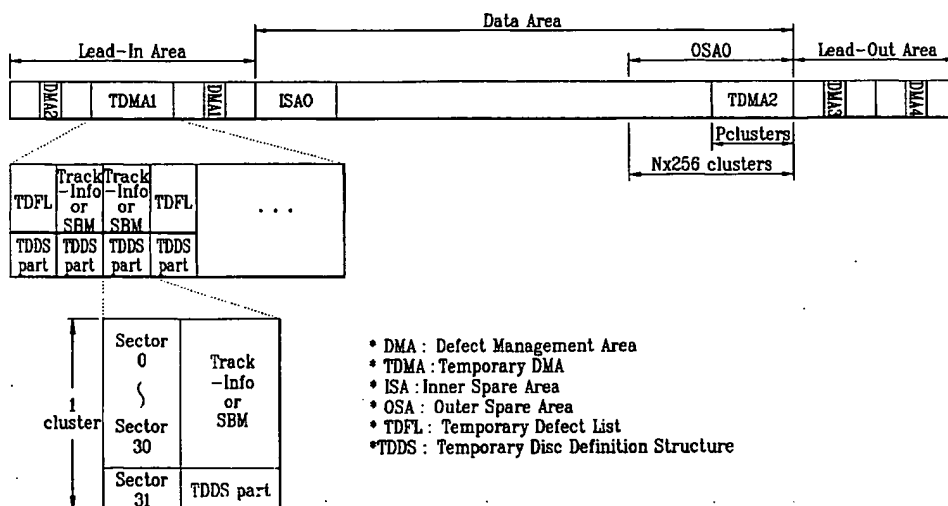 Data Area
Lead-In Area
OSA0
Lead-Out Area
DMA2
TDMA1
DMA1
ISA0
TDMA2
DMA3
DMA4
Pclusters
Nx256 clusters
TDFL
Track
-Info
or
SBM
Track
-Info
or
SBM
TDFL
. . .
TDDS
part
TDDS
part
TDDS
part
TDDS
part
1
cluster
Sector
0
Sector
30
Track
-Info
or
SBM
Sector
31
TDDS part
* DMA : Defect Management Area
* TDMA : Temporary DMA
* ISA : Inner Spare Area
* OSA : Outer Spare Area
* TDFL : Temporary Defect List
*TDDS : Temporary Disc Definition Structure